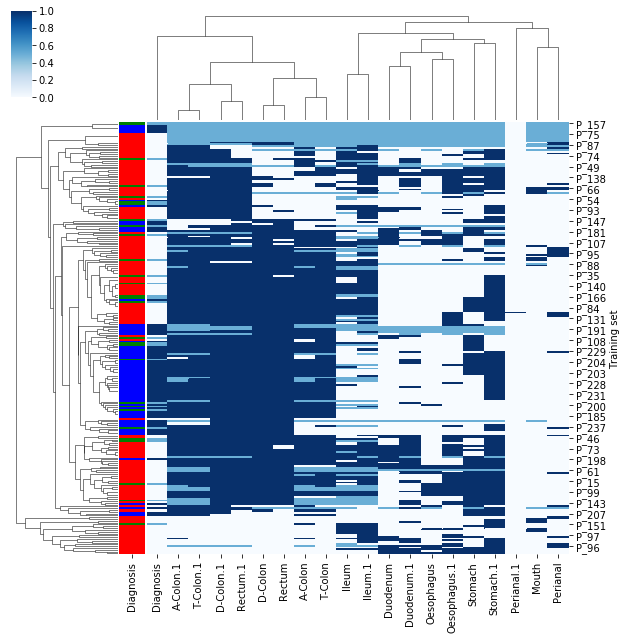 1.0
0.8
0.6
0.4
0.2
0.0
P_157
P_75
P_87
P_74
P_49
P_138
P_66
P_54
P_93
P_147
P_181
P_107
P_95
P_88
P_35
P_140
P_166
P_84
P_131
P_191
P_108
P_229
P_204
P_203
P_228
P_231
P_200
P_185
P_237
P_46
P_73
P_198
P_61
P_15
P_99
P_143
P_207
P_151
P_97
P_96
Training set
Diagnosis
Diagnosis
A-Colon.1
T-Colon.1
D-Colon.1
Rectum.1
D-Colon
Rectum
A-Colon
T-Colon
Ileum
Ileum.1
Duodenum
Duodenum.1
Oesophagus
Oesophagus.1
Stomach
Stomach.1
Perianal.1
Mouth
Perianal